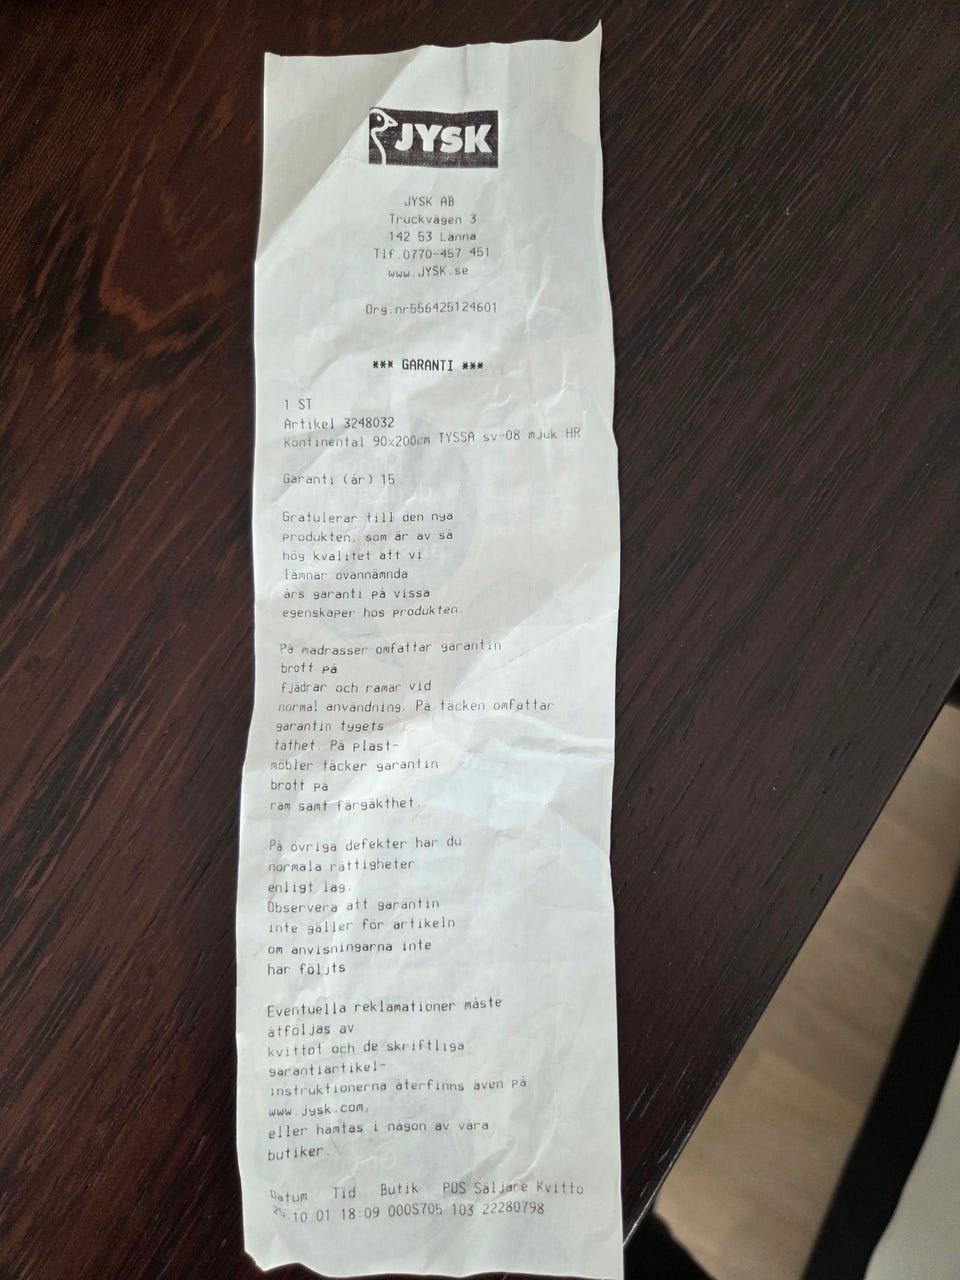 JYSK
JYSK AB
Truckvägen 3
142 53 Länna
Tlf.0770-457 451
www.JYSK.se
Org.nr556425124601
*** GARANTI ***
1 ST
Artikel 3248032
Kontinental 90x200cm TYSSA sv-08 mjuk HR
Garanti (år) 15
Gratulerar till den nya
produkten, som är av så
hög kvalitet att vi
lämnar ovannämnda
års garanti på vissa
egenskaper hos produkten.
På madrasser omfattar garantin
brott på
fjädrar och ramar vid
normal användning. På täcken omfattar
garantin tygets
täthet. På plast-
möbler täcker garantin
brott på
ram samt färgäkthet.
På övriga defekter har du
normala rättigheter
enligt lag.
Observera att garantin
inte gäller för artikeln
om anvisningarna inte
har följts
Eventuella reklamationer måste
åtföljas av
kvittot och de skriftliga
garantiartikel-
instruktionerna återfinns även på
www.jysk.com,
eller hämtas i någon av våra
butiker.
Datum Tid Butik POS Säljare Kvitto
10.01 18:09 000S705 103 22280798